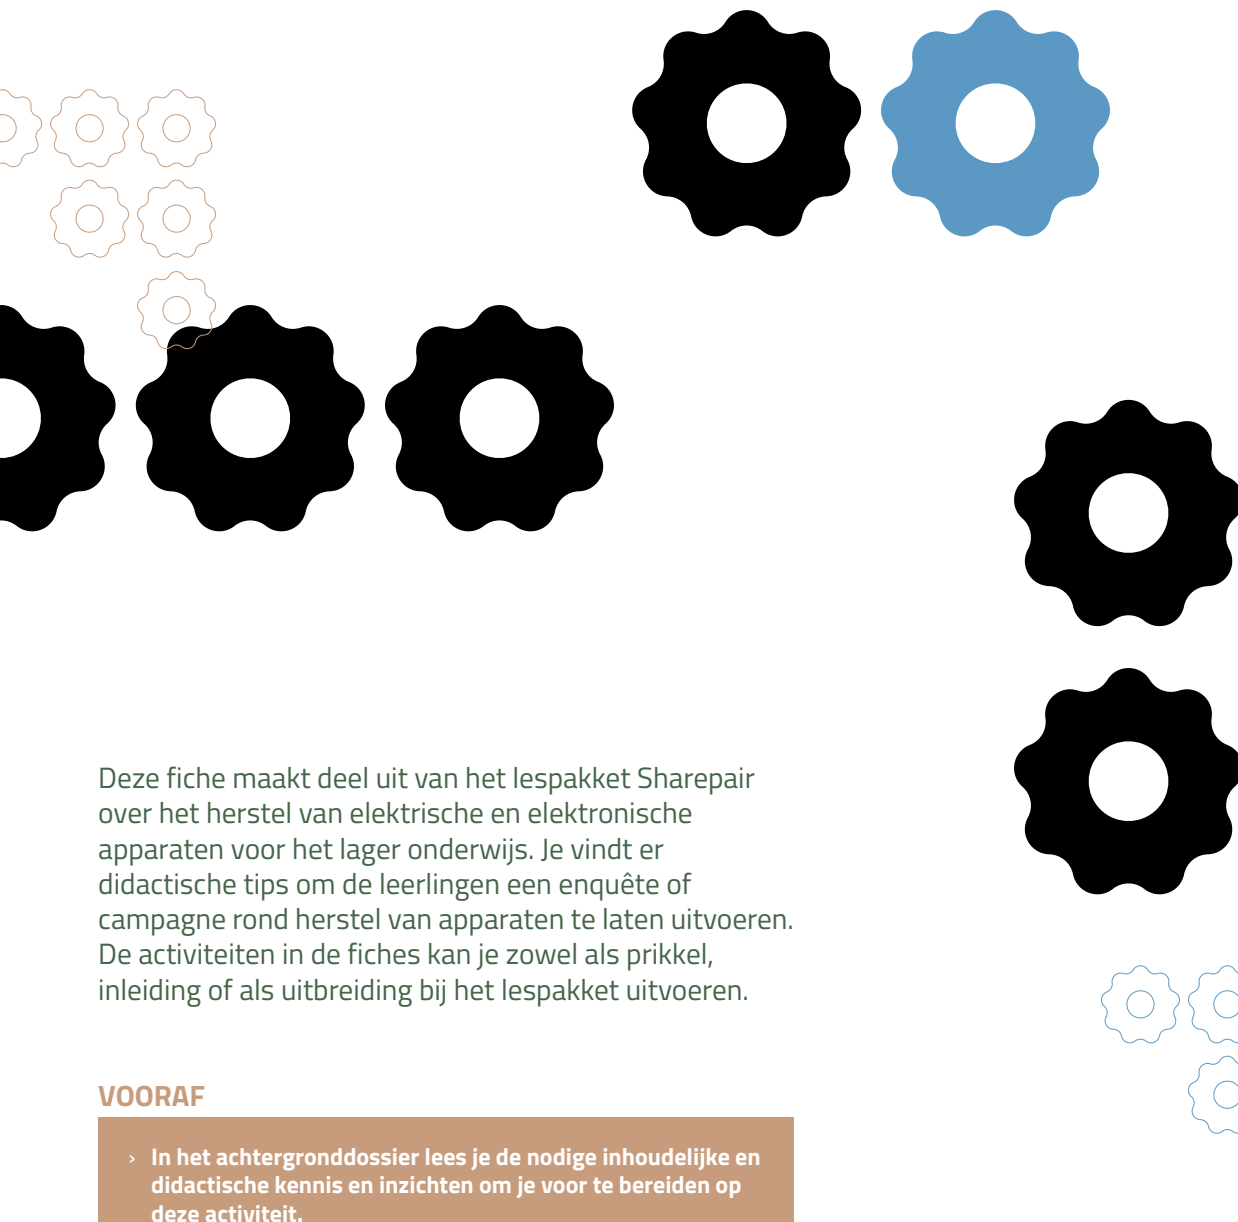 Deze fiche maakt deel uit van het lespakket Sharepair
over het herstel van elektrische en elektronische
apparaten voor het lager onderwijs. Je vindt er
didactische tips om de leerlingen een enquête of
campagne rond herstel van apparaten te laten uitvoeren.
De activiteiten in de fiches kan je zowel als prikkel,
inleiding of als uitbreiding bij het lespakket uitvoeren.
VOORAF
› In het achtergronddossier lees je de nodige inhoudelijke en
didactische kennis en inzichten om je voor te bereiden op
deze activiteit.